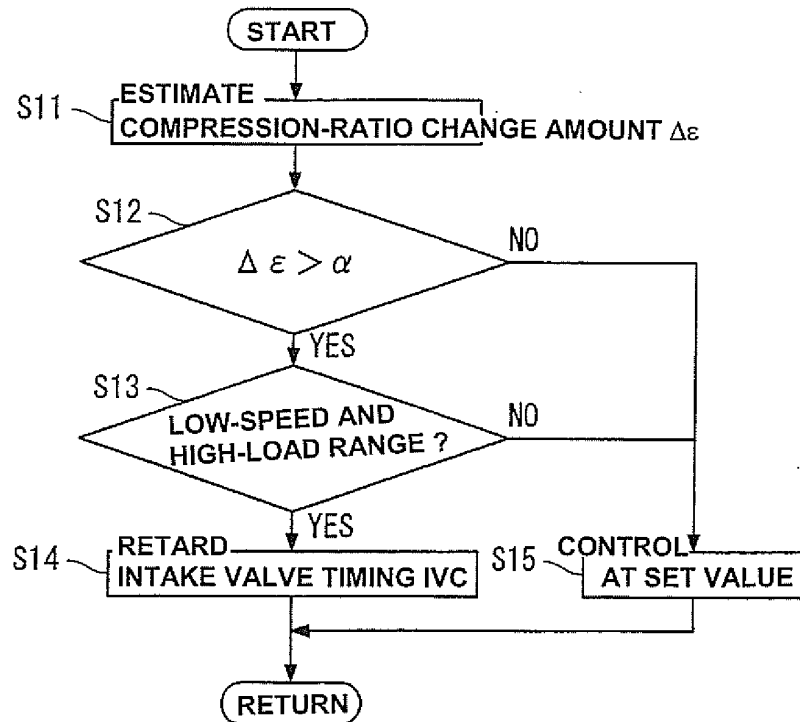 START
S11
ESTIMATE
COMPRESSION-RATIO CHANGE AMOUNT Δε
S12
Δ ε > α
NO
YES
S13
LOW-SPEED AND
HIGH-LOAD RANGE ?
NO
YES
S14
RETARD
INTAKE VALVE TIMING IVC
S15
CONTROL
AT SET VALUE
RETURN